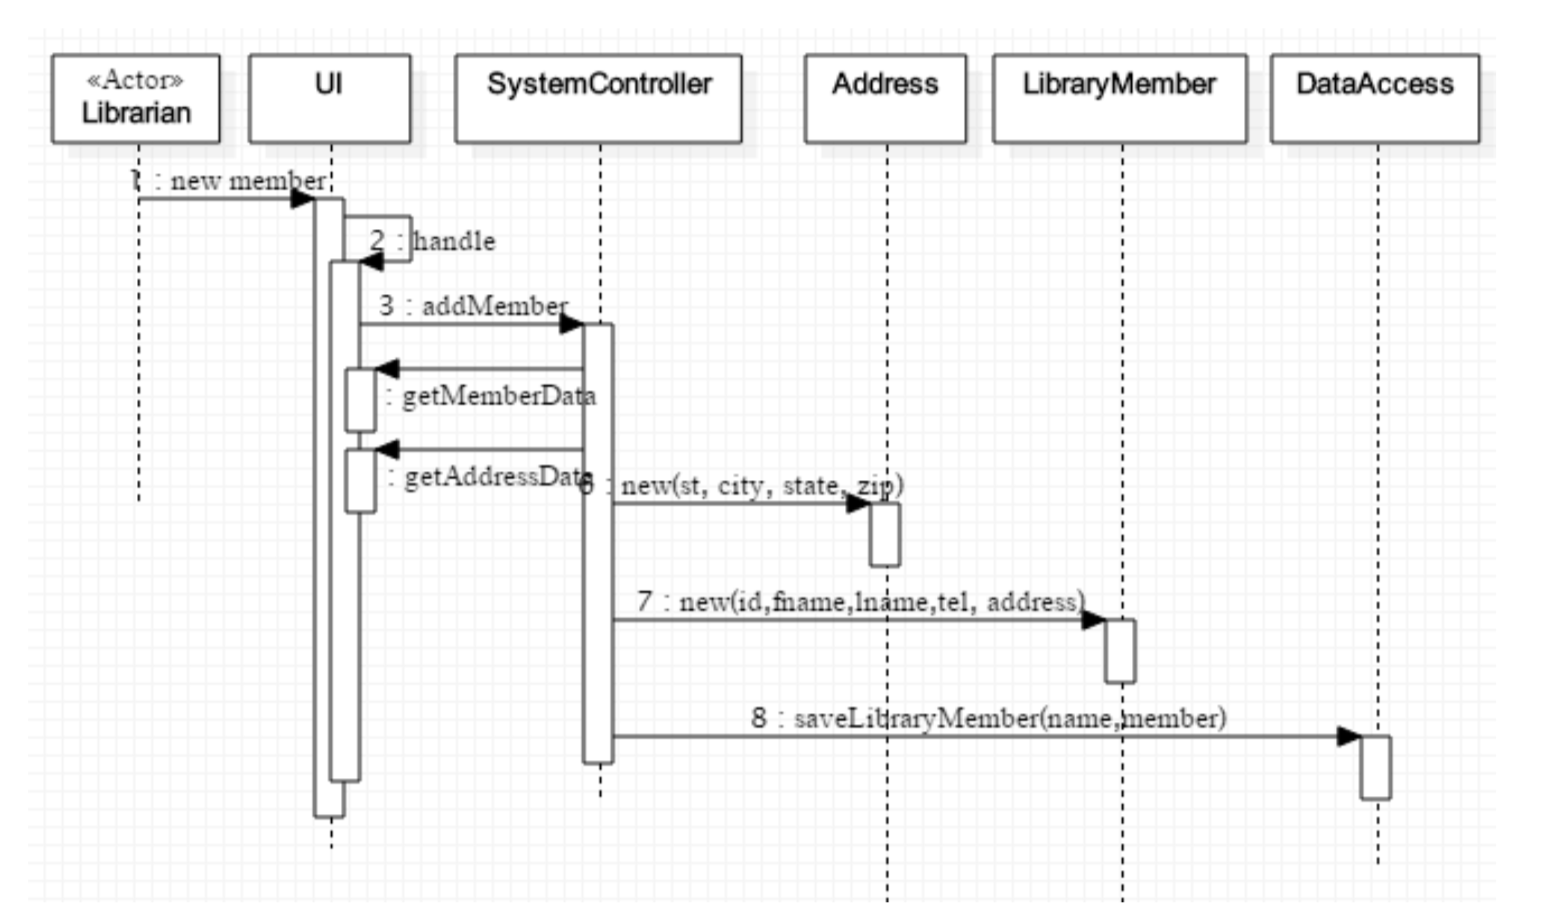 «Actor»
Librarian
UI
SystemController
Address
LibraryMember
DataAccess
1 : new member
2 : handle
3 : addMember
: getMemberData
: getAddressData
6 : new(st, city, state, zip)
7 : new(id,fname,lname,tel, address)
8 : saveLibraryMember(name,member)